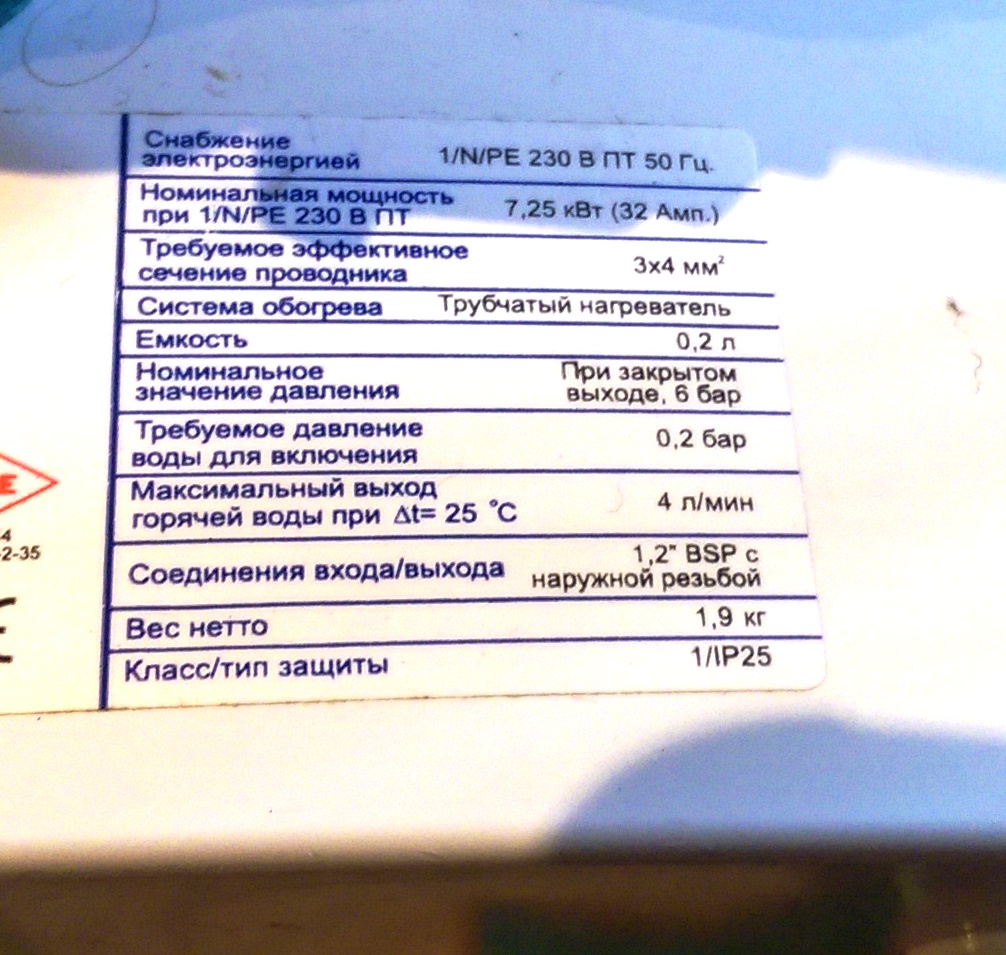 Снабжение
электроэнергией 1/N/PE 230 В ПТ 50 Гц.
Номинальная мощность
при 1/N/PE 230 В ПТ 7,25 кВт (32 Амп.)
Требуемое эффективное
сечение проводника 3x4 мм²
Система обогрева Трубчатый нагреватель
Емкость 0,2 л
Номинальное При закрытом
значение давления выходе, 6 бар
Требуемое давление
воды для включения 0,2 бар
Максимальный выход
горячей воды при Δt= 25 °C 4 л/мин
Соединения входа/выхода 1,2" BSP с
наружной резьбой
Вес нетто 1,9 кг
Класс/тип защиты 1/IP25
E
4
-2-35